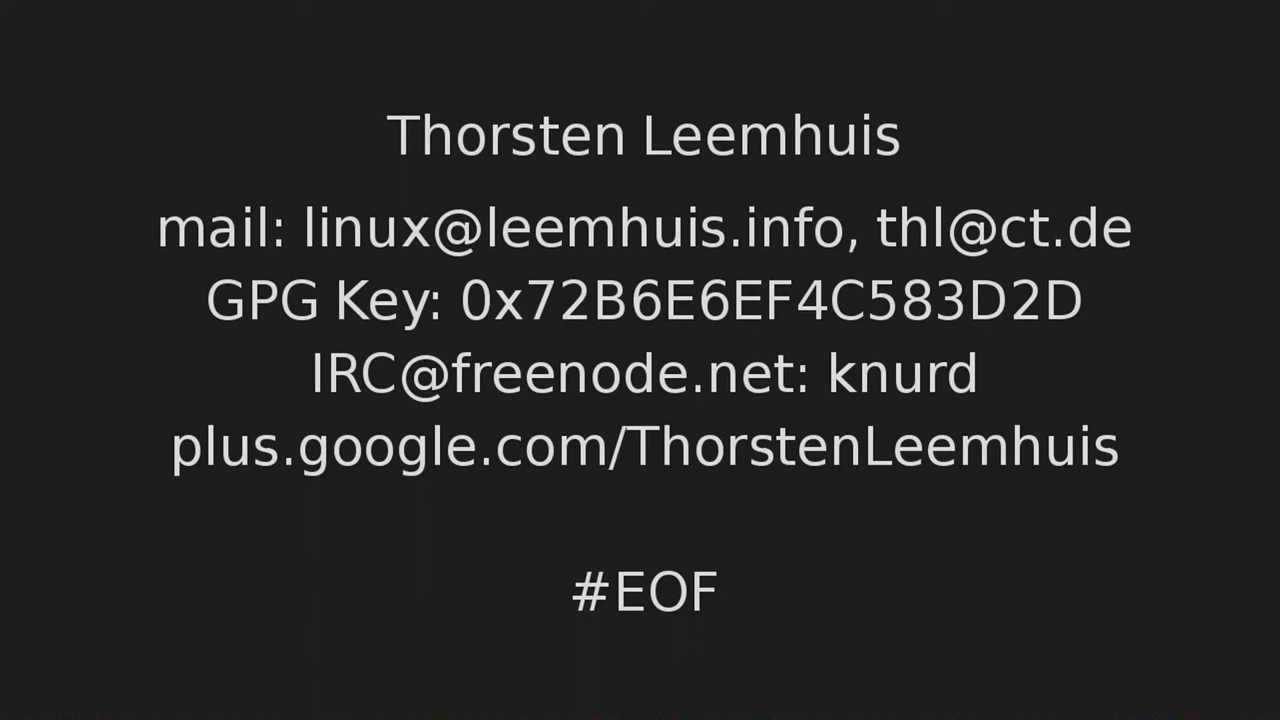 Thorsten Leemhuis
mail: linux@leemhuis.info, thl@ct.de
GPG Key: 0x72B6E6EF4C583D2D
IRC@freenode.net: knurd
plus.google.com/ThorstenLeemhuis
#EOF